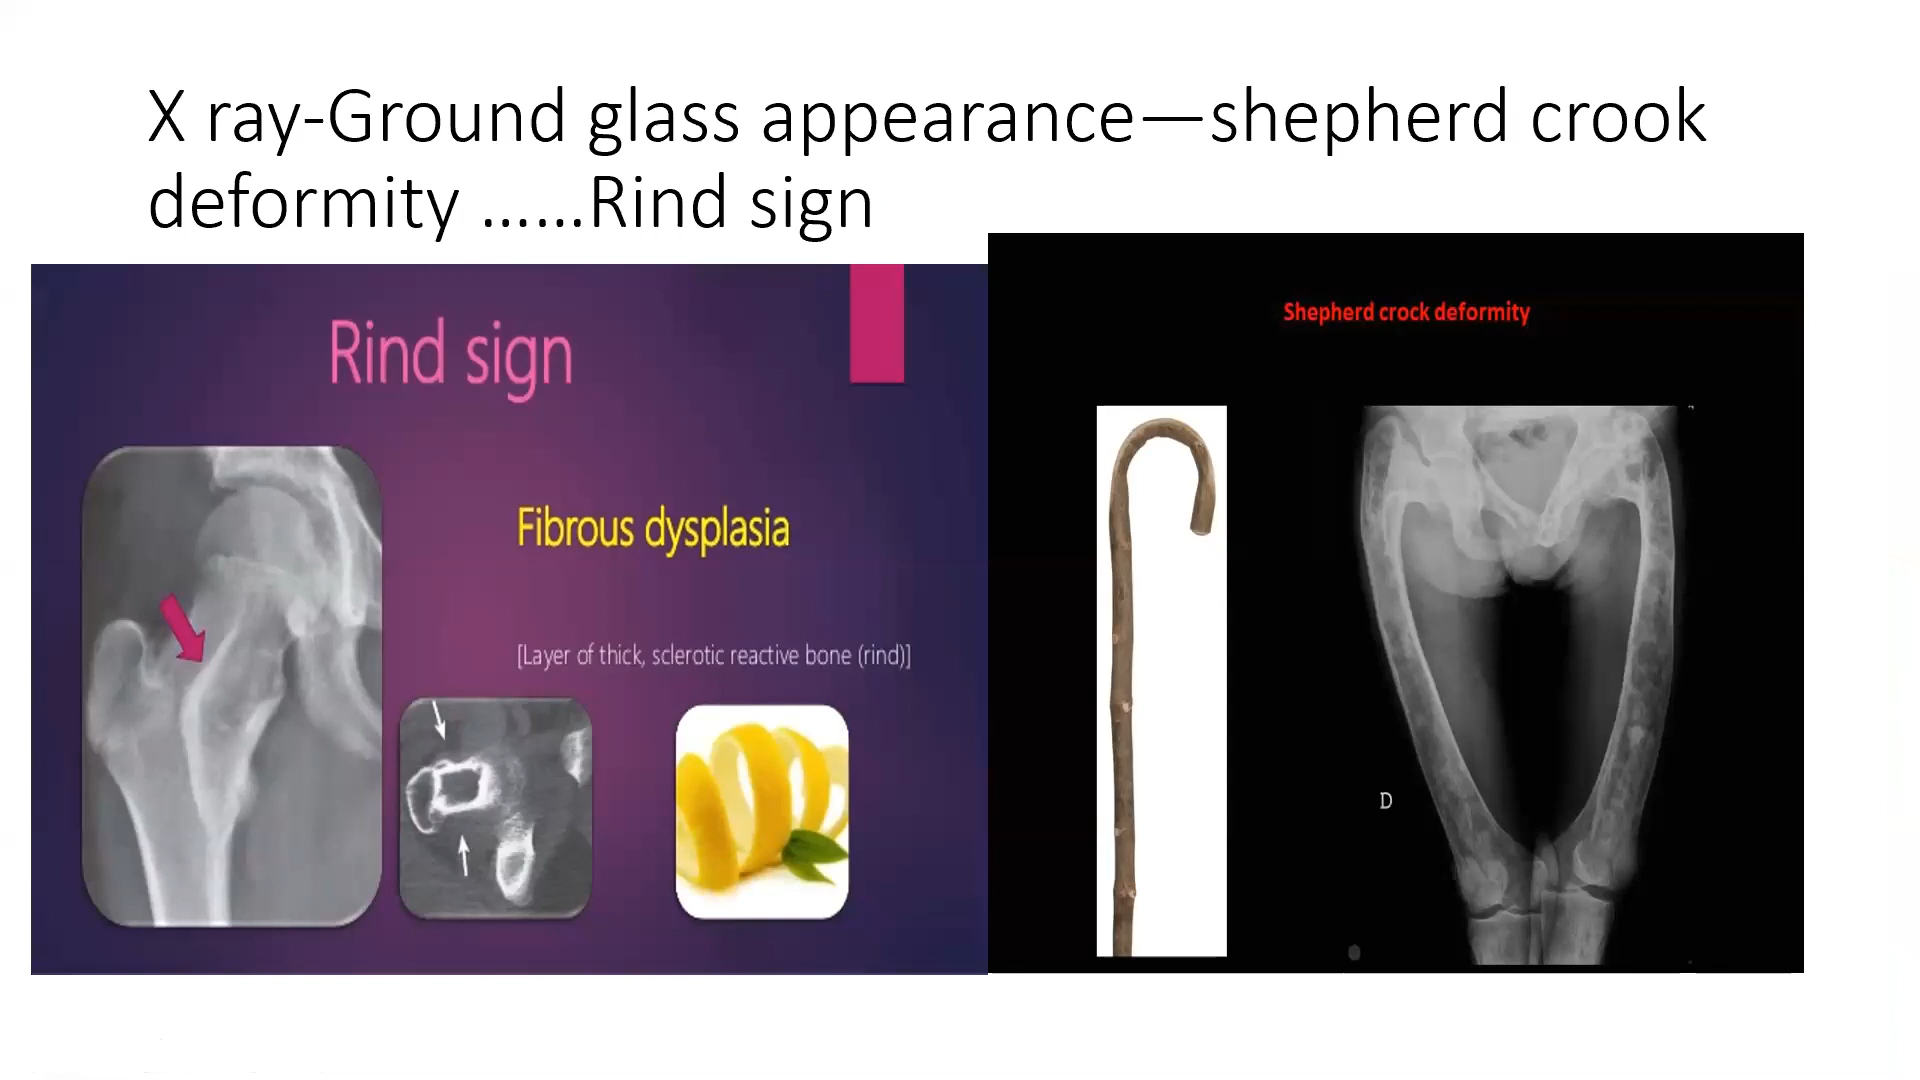 X ray-Ground glass appearance—shepherd crook
deformity ......Rind sign
Rind sign
Fibrous dysplasia
[Layer of thick, sclerotic reactive bone (rind)]
Shepherd crock deformity
D